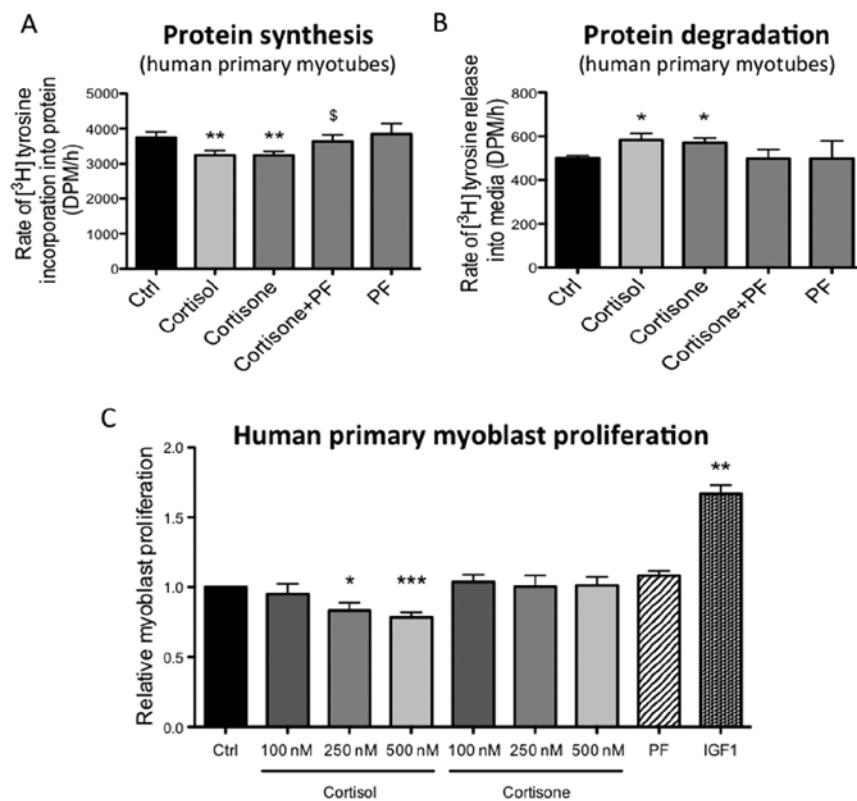 A
Protein synthesis
(human primary myotubes)
Rate of [³H] tyrosine
incorporation into protein
(DPM/h)
5000
4000
3000
2000
1000
0
** ** $
Ctrl
Cortisol
Cortisone
Cortisone+PF
PF
B
Protein degradation
(human primary myotubes)
Rate of [³H] tyrosine release
into media (DPM/h)
800
600
400
200
0
* *
Ctrl
Cortisol
Cortisone
Cortisone+PF
PF
C
Human primary myoblast proliferation
Relative myoblast proliferation
2.0
1.5
1.0
0.5
0.0
* *** **
Ctrl 100 nM 250 nM 500 nM 100 nM 250 nM 500 nM PF IGF1
Cortisol Cortisone